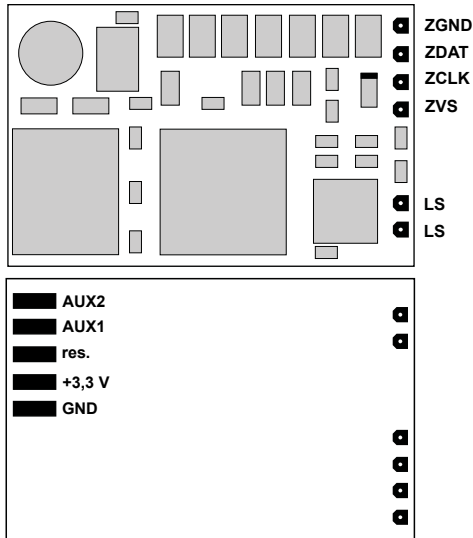 ZGND
ZDAT
ZCLK
ZVS
LS
LS
AUX2
AUX1
res.
+3,3 V
GND